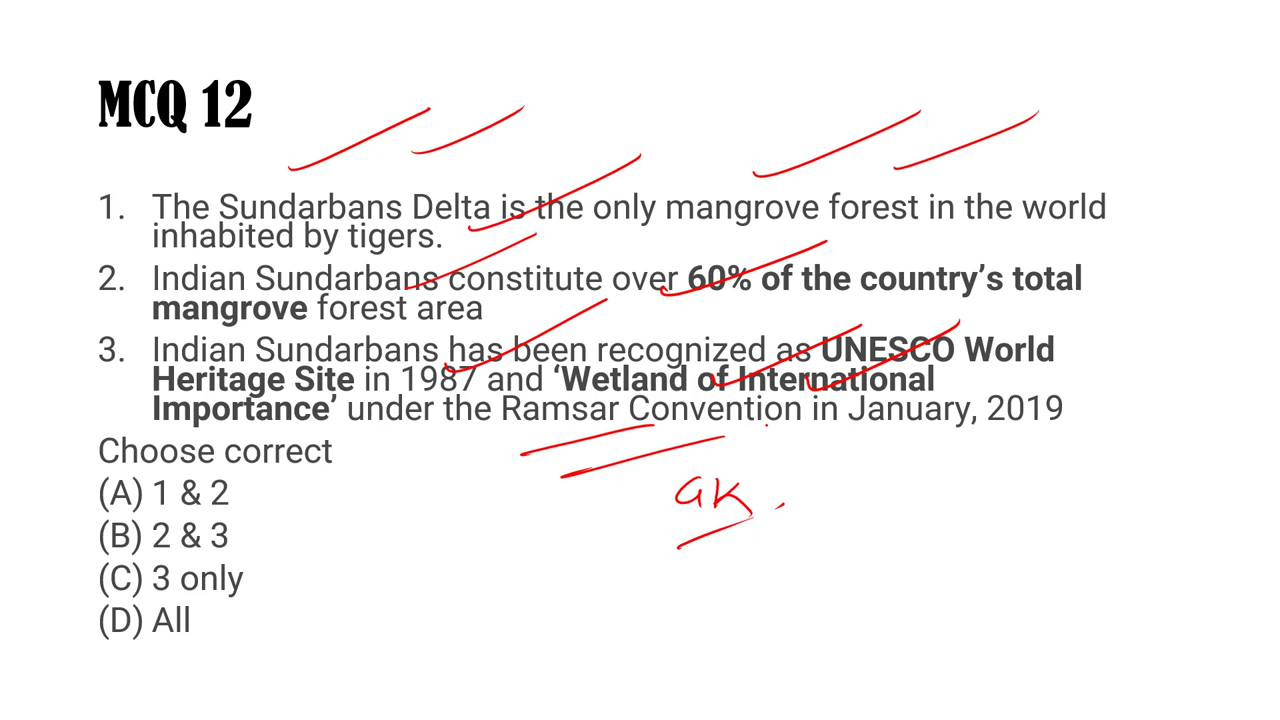 MCQ 12
1. The Sundarbans Delta is the only mangrove forest in the world
inhabited by tigers.
2. Indian Sundarbans constitute over 60% of the country's total
mangrove forest area
3. Indian Sundarbans has been recognized as UNESCO World
Heritage Site in 1987 and 'Wetland of International
Importance' under the Ramsar Convention in January, 2019
Choose correct
(A) 1 & 2
GK
(B) 2 & 3
(C) 3 only
(D) All